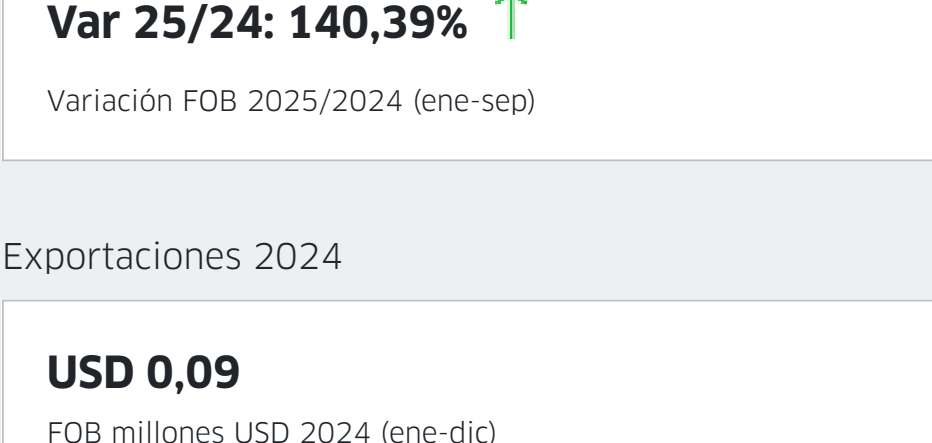 Var 25/24: 140,39%
Variación FOB 2025/2024 (ene-sep)
Exportaciones 2024
USD 0,09
FOB millones USD 2024 (ene-dic)